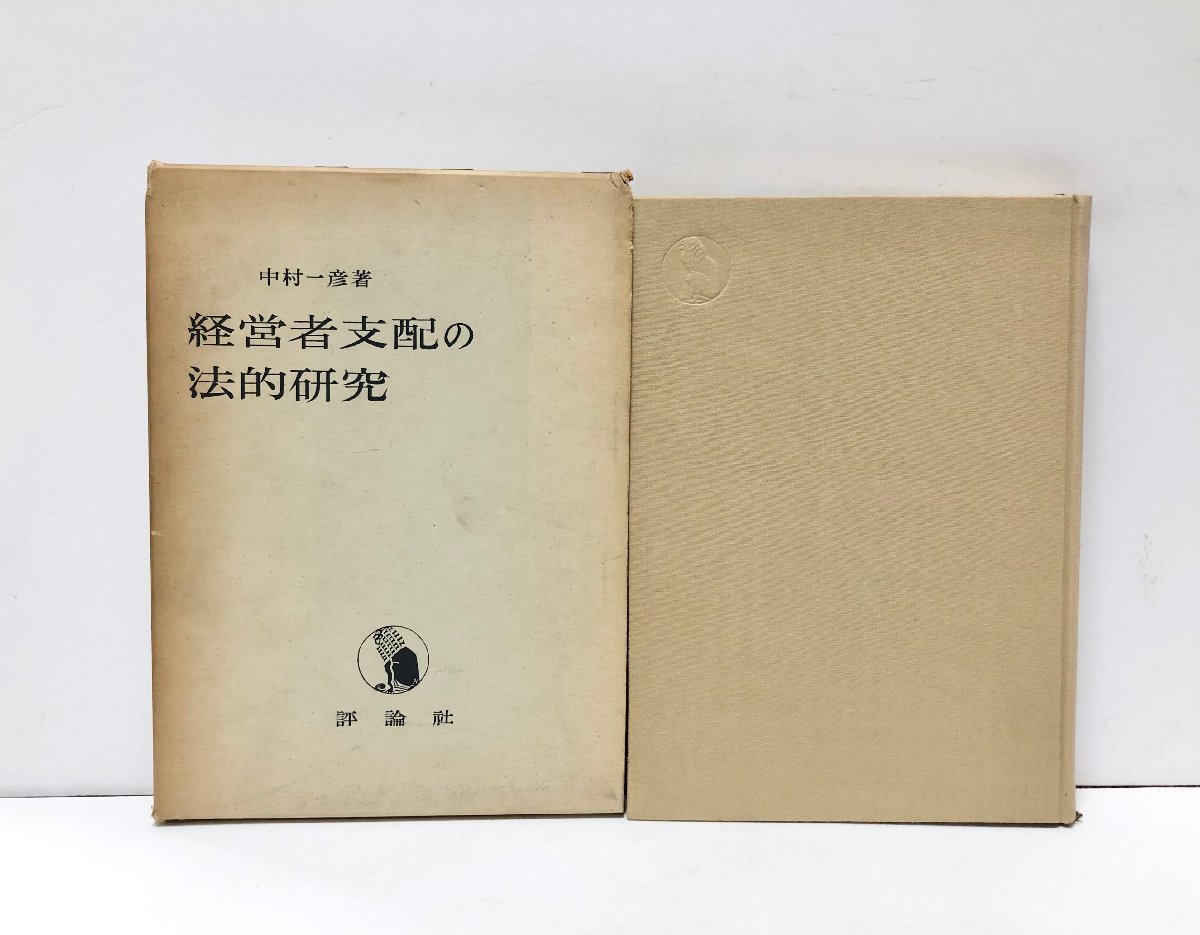 中村一彦著
経営者支配の
法的研究
評論社